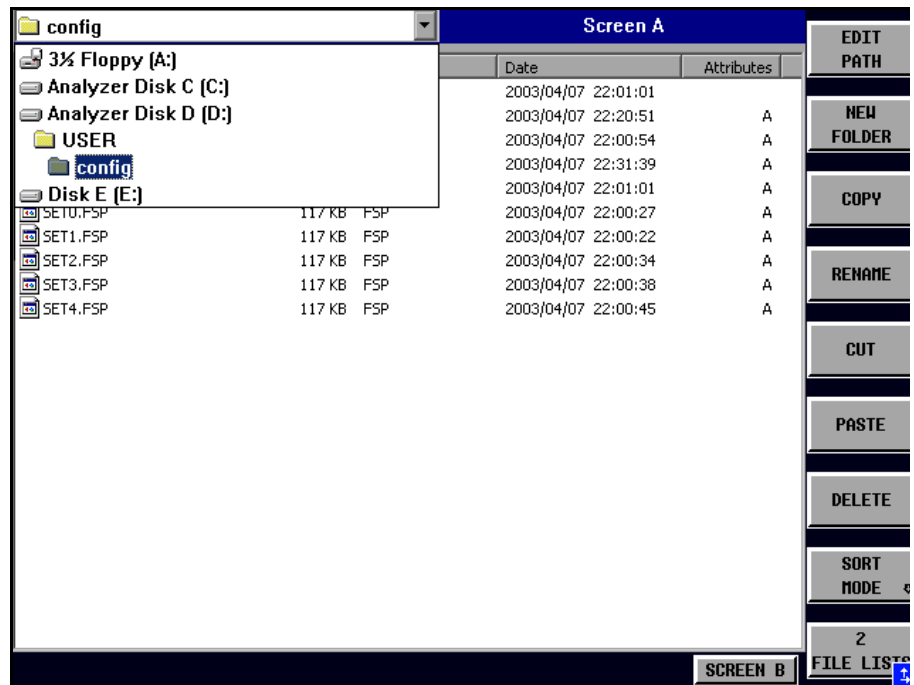 config
Screen A
3½ Floppy (A:)
Analyzer Disk C (C:)
Analyzer Disk D (D:)
USER
config
Disk E (E:)
Date Attributes
2003/04/07 22:01:01
2003/04/07 22:20:51 A
2003/04/07 22:00:54 A
2003/04/07 22:31:39 A
2003/04/07 22:01:01 A
SET0.FSP 117 KB FSP 2003/04/07 22:00:27 A
SET1.FSP 117 KB FSP 2003/04/07 22:00:22 A
SET2.FSP 117 KB FSP 2003/04/07 22:00:34 A
SET3.FSP 117 KB FSP 2003/04/07 22:00:38 A
SET4.FSP 117 KB FSP 2003/04/07 22:00:45 A
SCREEN B
EDIT
PATH
NEW
FOLDER
COPY
RENAME
CUT
PASTE
DELETE
SORT
MODE
2
FILE LISTS